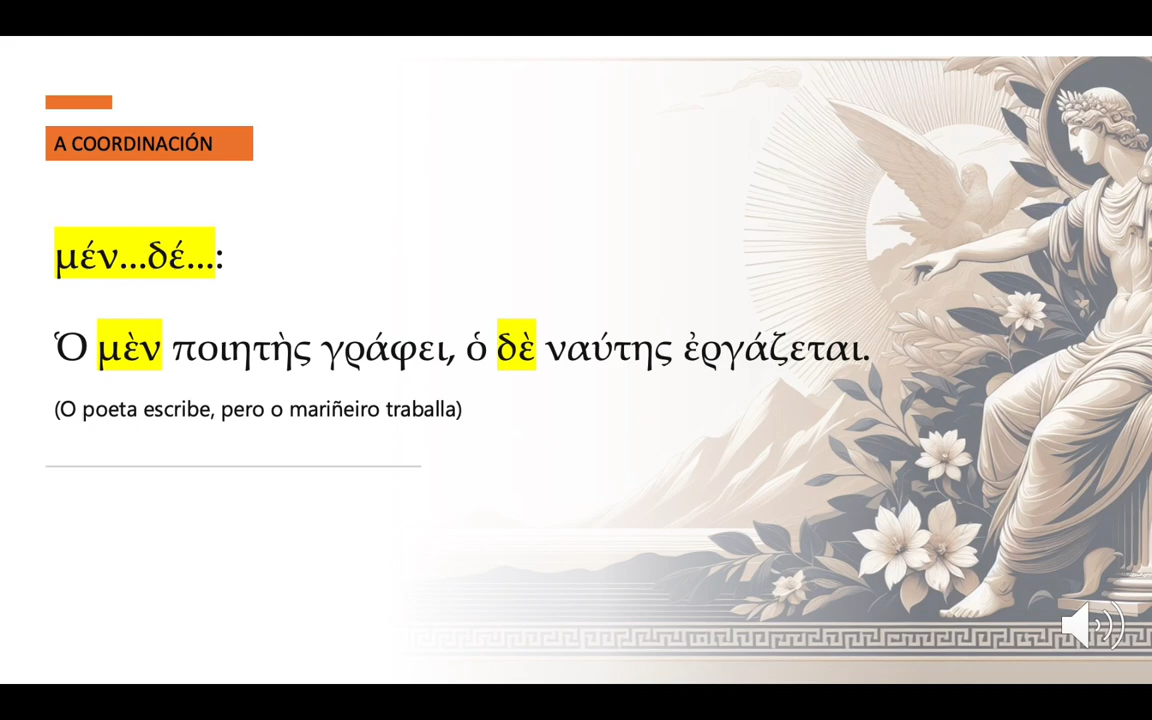 A COORDINACIÓN
μέν...δέ...:
Ὁ μὲν ποιητὴς γράφει, ὁ δὲ ναύτης ἐργάζεται.
(O poeta escribe, pero o mariñeiro traballa)